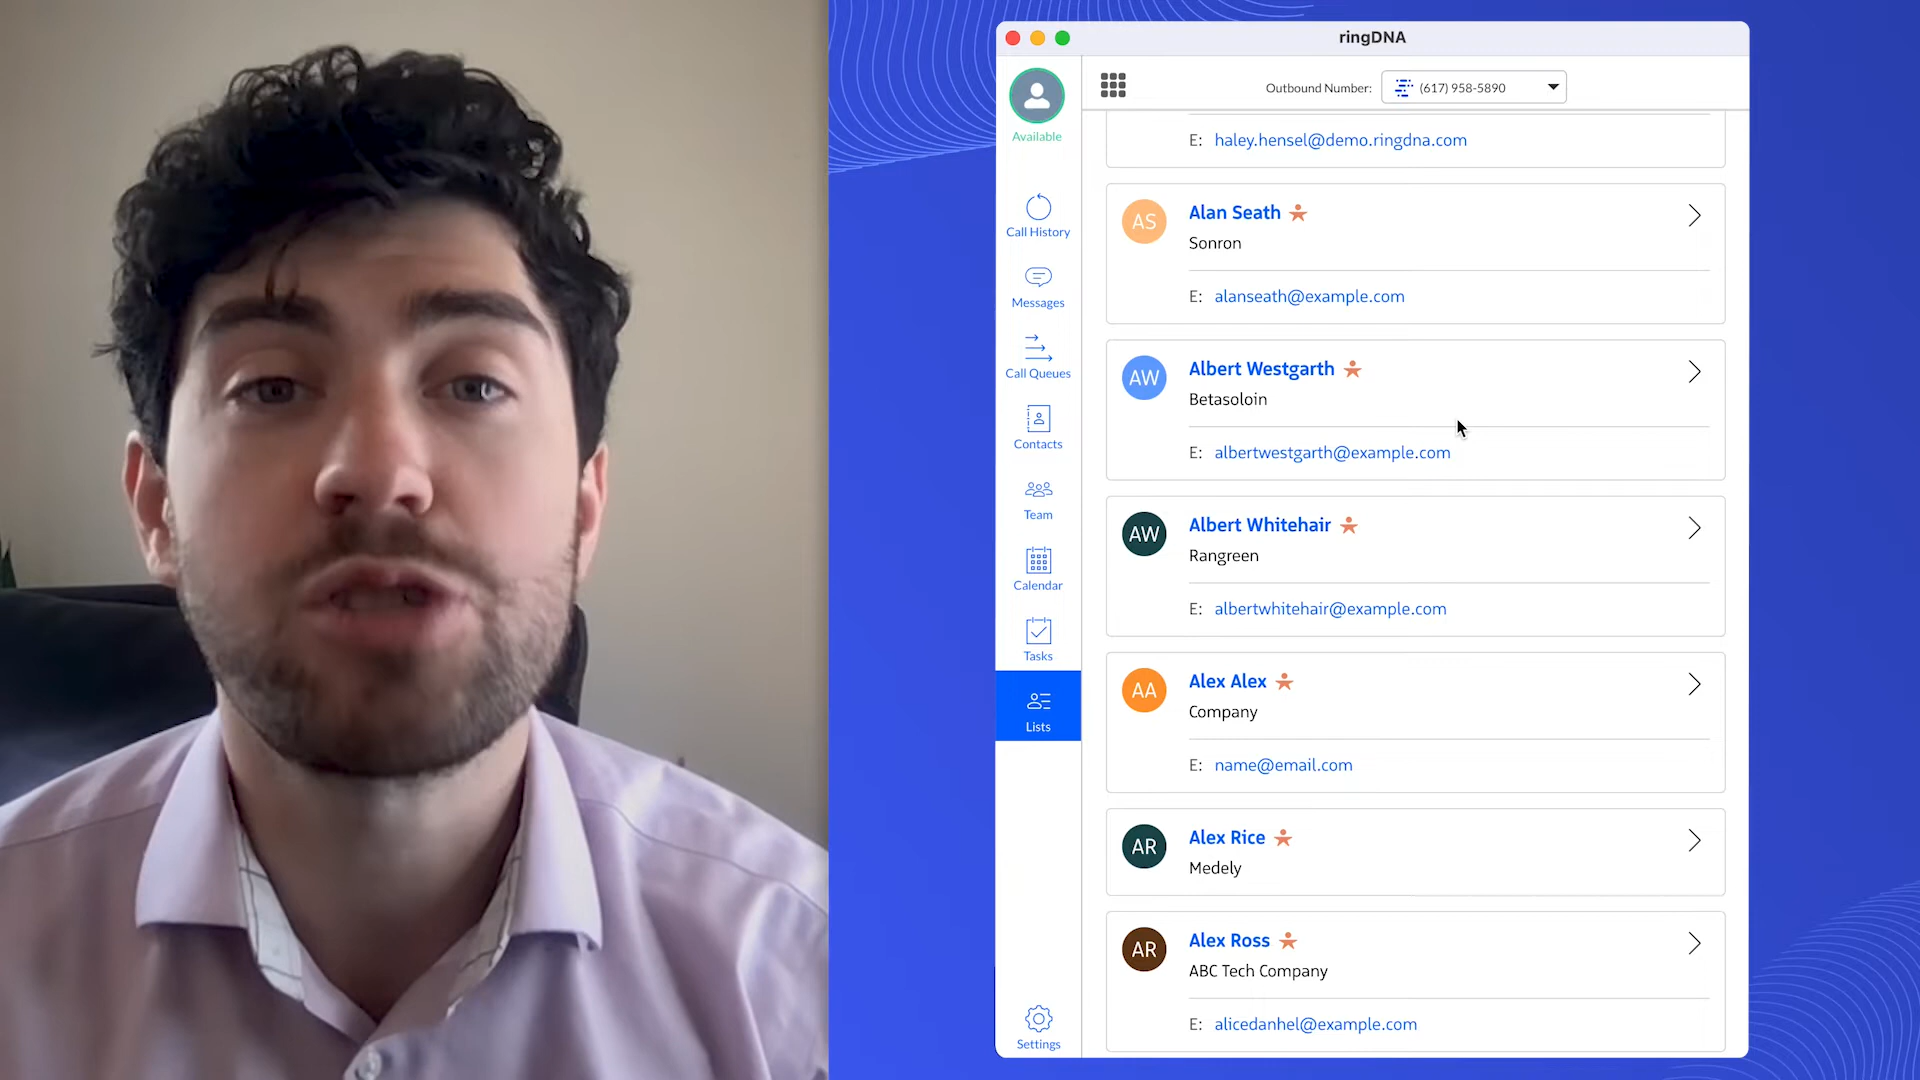 ringDNA
Available
Outbound Number:
(617) 958-5890
Call History
Messages
Call Queues
Contacts
Team
Calendar
Tasks
Lists
Settings
E: haley.hensel@demo.ringdna.com
AS
Alan Seath
Sonron
E: alanseath@example.com
AW
Albert Westgarth
Betasoloin
E: albertwestgarth@example.com
AW
Albert Whitehair
Rangreen
E: albertwhitehair@example.com
AA
Alex Alex
Company
E: name@email.com
AR
Alex Rice
Medely
AR
Alex Ross
ABC Tech Company
E: alicedanhel@example.com